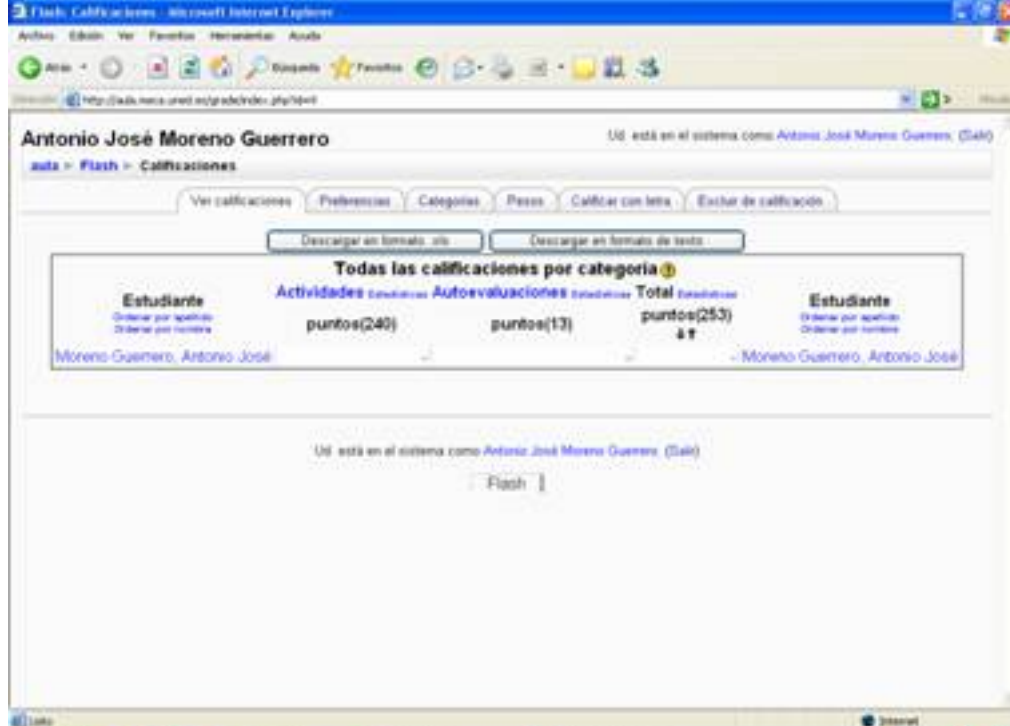 Flash: Calificaciones - Microsoft Internet Explorer
Archivo Edición Ver Favoritos Herramientas Ayuda
Atrás Búsqueda Favoritos
Antonio José Moreno Guerrero
Ud. está en el sistema como Antonio José Moreno Guerrero. (Salir)
aula ► Flash ► Calificaciones
Ver calificaciones Preferencias Categorías Pesos Calificar con letra Excluir de calificación
Descargar en formato .xls Descargar en formato de texto
Todas las calificaciones por categoría
Estudiante Actividades Estadísticas Autoevaluaciones Estadísticas Total Estadísticas Estudiante
Ordenar por apellido Ordenar por apellido
Ordenar por nombre Ordenar por nombre
puntos(240) puntos(13) puntos(253)
Moreno Guerrero, Antonio José - - - Moreno Guerrero, Antonio José
Ud. está en el sistema como Antonio José Moreno Guerrero. (Salir)
Flash
Listo Internet